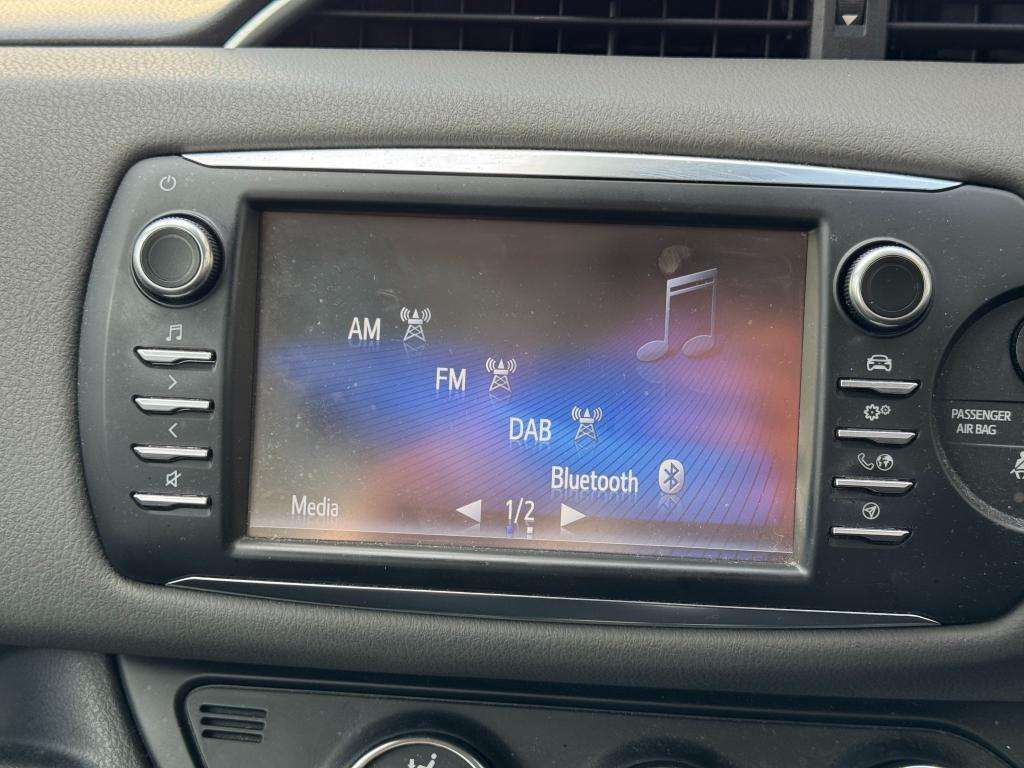 AM
FM
DAB
Bluetooth
Media
1/2
PASSENGER
AIR BAG